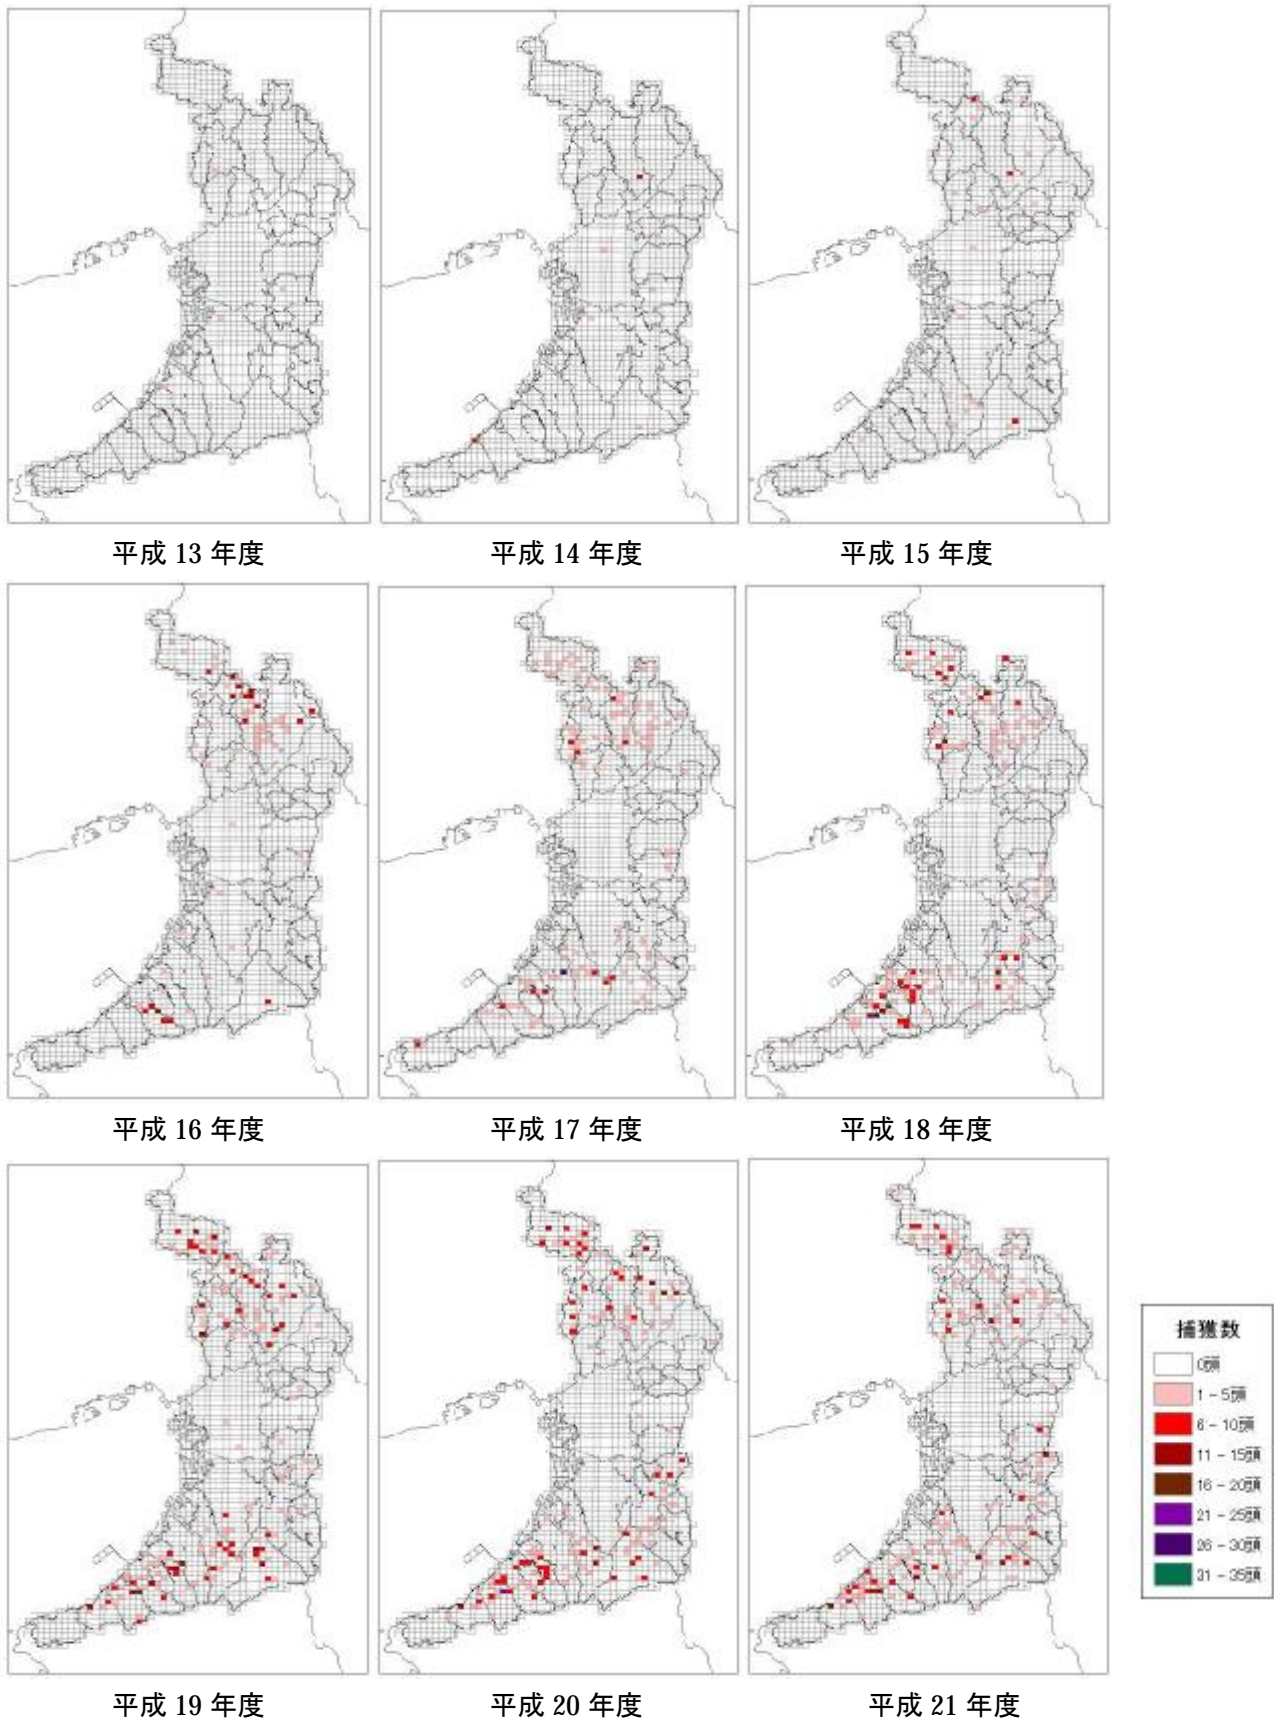 平成 13 年度
平成 14 年度
平成 15 年度
平成 16 年度
平成 17 年度
平成 18 年度
平成 19 年度
平成 20 年度
平成 21 年度
捕獲数
0頭
1 - 5頭
6 - 10頭
11 - 15頭
16 - 20頭
21 - 25頭
26 - 30頭
31 - 35頭